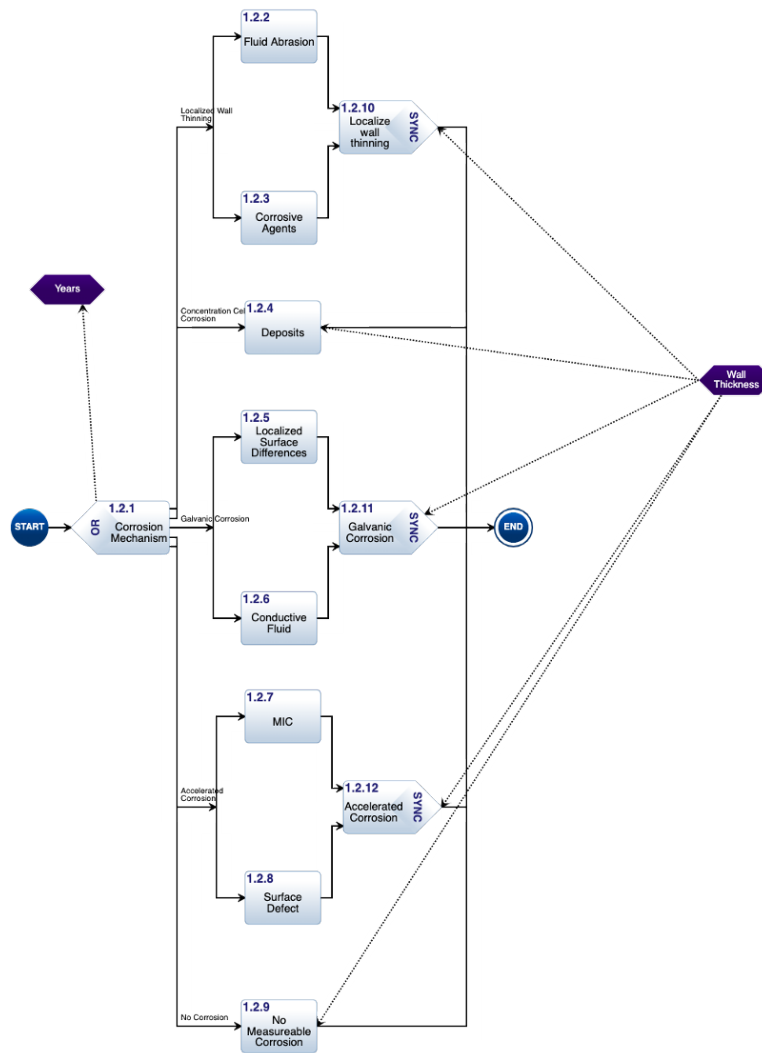 1.2.2
Fluid Abrasion
Localized Wall
Thinning
1.2.10
Localize
wall
thinning
SYNC
1.2.3
Corrosive
Agents
Years
Concentration Cel
Corrosion
1.2.4
Deposits
Wall
Thickness
1.2.5
Localized
Surface
Differences
START
OR
1.2.1
Corrosion
Mechanism
Galvanic Corrosion
1.2.11
Galvanic
Corrosion
SYNC
END
1.2.6
Conductive
Fluid
1.2.7
MIC
Accelerated
Corrosion
1.2.12
Accelerated
Corrosion
SYNC
1.2.8
Surface
Defect
No Corrosion
1.2.9
No
Measureable
Corrosion